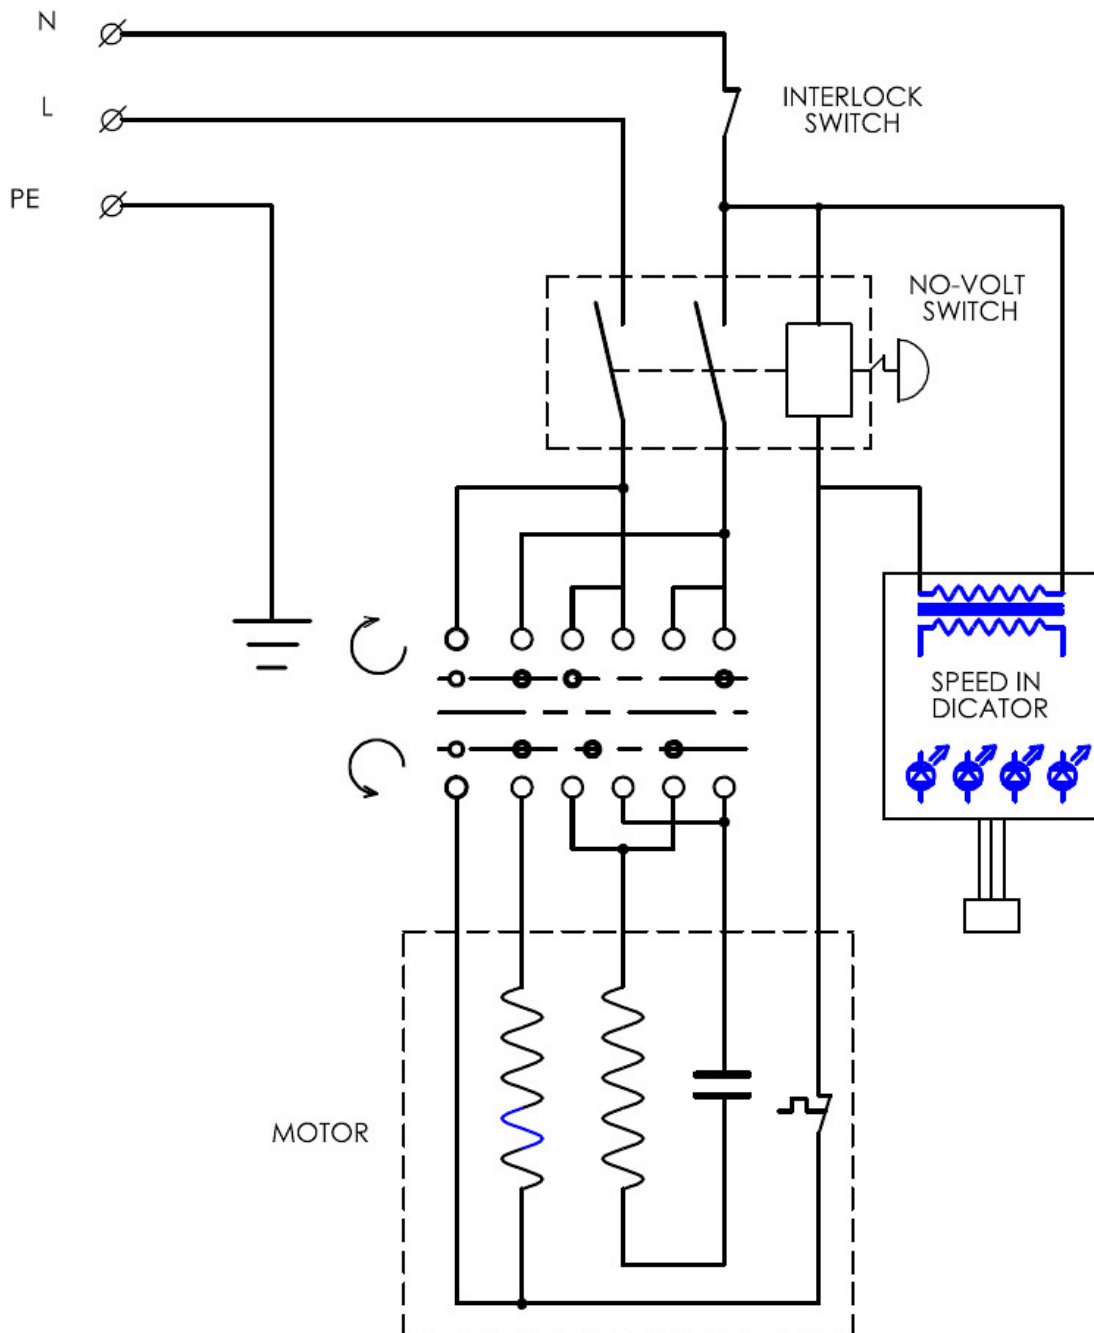 N
L
PE
INTERLOCK
SWITCH
NO-VOLT
SWITCH
SPEED IN
DICATOR
MOTOR